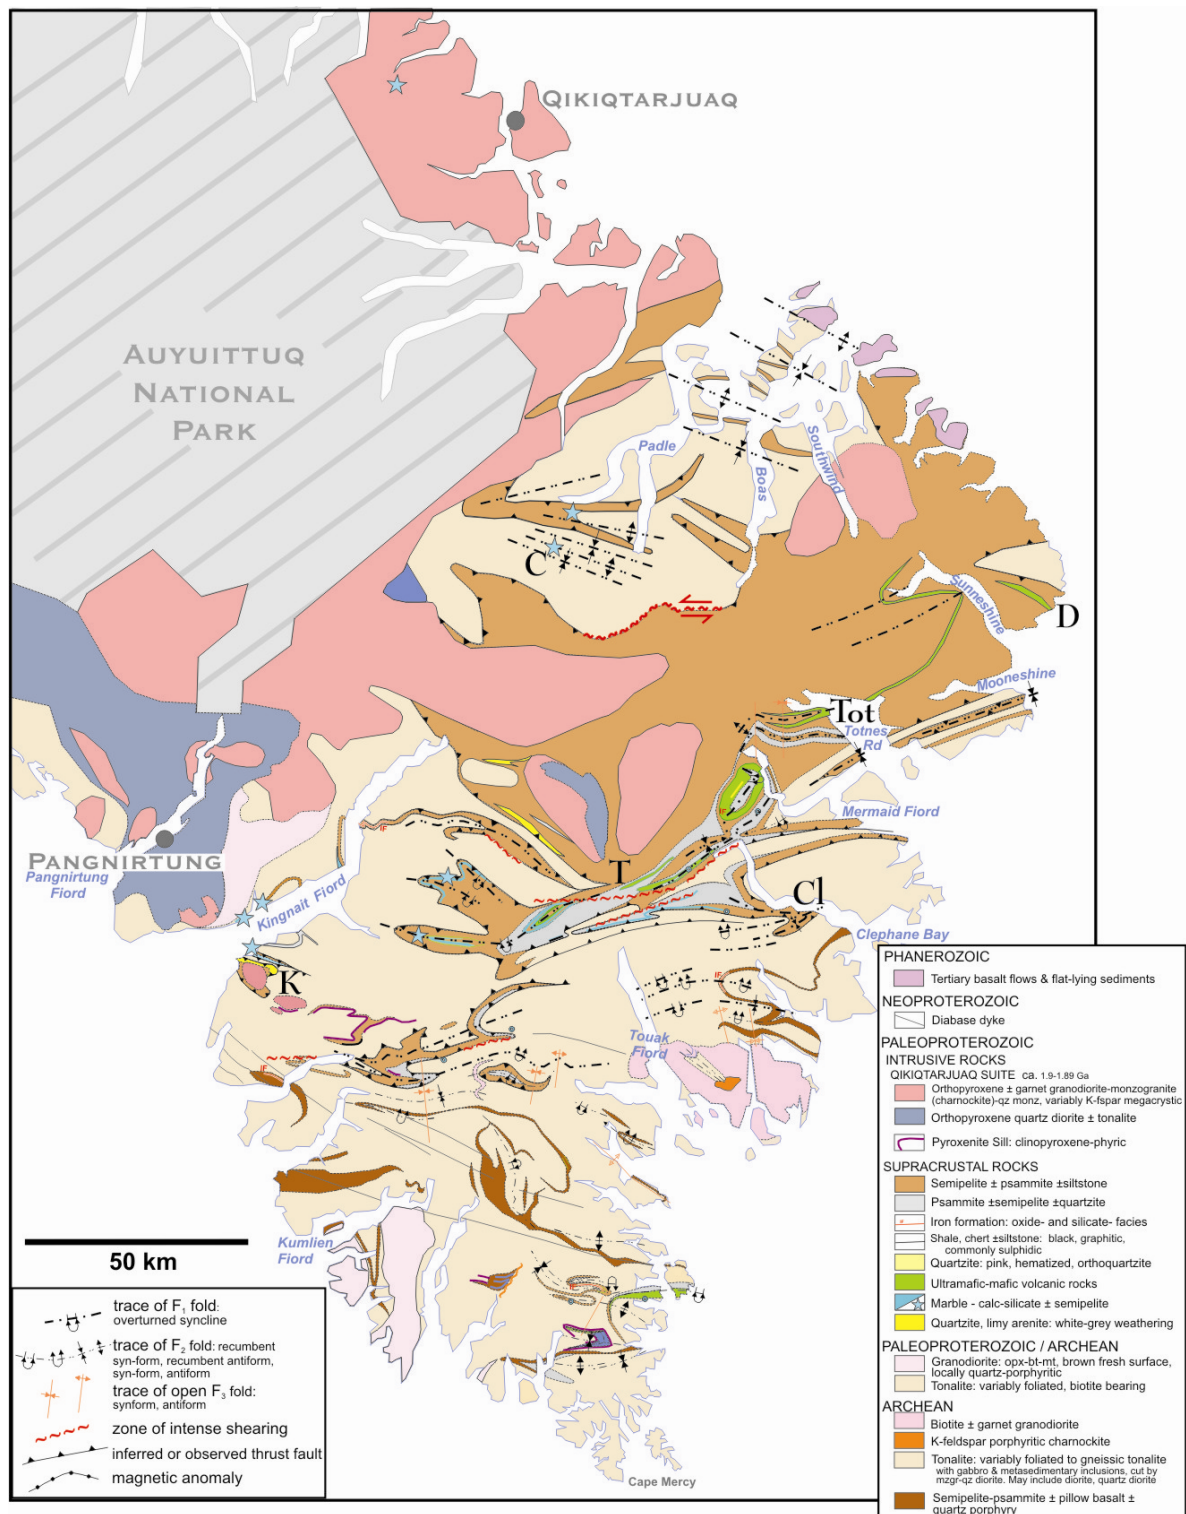 QIKIQTARJUAQ
AUYUITTUQ
NATIONAL
PARK
Padle
Boas
Southwind
C
Sunneshine
D
Mooneshine
Tot
Totnes
Rd
Mermaid Fiord
IF
IF
PANGNIRTUNG
Pangnirtung
Fiord
Kingnait Fiord
T
Cl
Clephane Bay
K
IF
Touak
Fiord
IF
Kumlien
Fiord
IF
Cape Mercy
50 km
trace of F1 fold:
overturned syncline
trace of F2 fold: recumbent
syn-form, recumbent antiform,
syn-form, antiform
trace of open F3 fold:
synform, antiform
zone of intense shearing
inferred or observed thrust fault
magnetic anomaly
PHANEROZOIC
Tertiary basalt flows & flat-lying sediments
NEOPROTEROZOIC
Diabase dyke
PALEOPROTEROZOIC
INTRUSIVE ROCKS
QIKIQTARJUAQ SUITE ca. 1.9-1.89 Ga
Orthopyroxene ± garnet granodiorite-monzogranite
(charnockite)-qz monz, variably K-fspar megacrystic
Orthopyroxene quartz diorite ± tonalite
Pyroxenite Sill: clinopyroxene-phyric
SUPRACRUSTAL ROCKS
Semipelite ± psammite ±siltstone
Psammite ±semipelite ±quartzite
Iron formation: oxide- and silicate- facies
Shale, chert ±siltstone: black, graphitic,
commonly sulphidic
Quartzite: pink, hematized, orthoquartzite
Ultramafic-mafic volcanic rocks
Marble - calc-silicate ± semipelite
Quartzite, limy arenite: white-grey weathering
PALEOPROTEROZOIC / ARCHEAN
Granodiorite: opx-bt-mt, brown fresh surface,
locally quartz-porphyritic
Tonalite: variably foliated, biotite bearing
ARCHEAN
Biotite ± garnet granodiorite
K-feldspar porphyritic charnockite
Tonalite: variably foliated to gneissic tonalite
with gabbro & metasedimentary inclusions, cut by
mzgr-qz diorite. May include diorite, quartz diorite
Semipelite-psammite ± pillow basalt ±
quartz porphyry